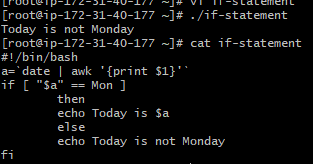 [root@ip-172-31-40-177 ~]# vi if-statement
[root@ip-172-31-40-177 ~]# ./if-statement
Today is not Monday
[root@ip-172-31-40-177 ~]# cat if-statement
#!/bin/bash
a=`date | awk '{print $1}'`
if [ "$a" == Mon ]
        then
        echo Today is $a
        else
        echo Today is not Monday
fi